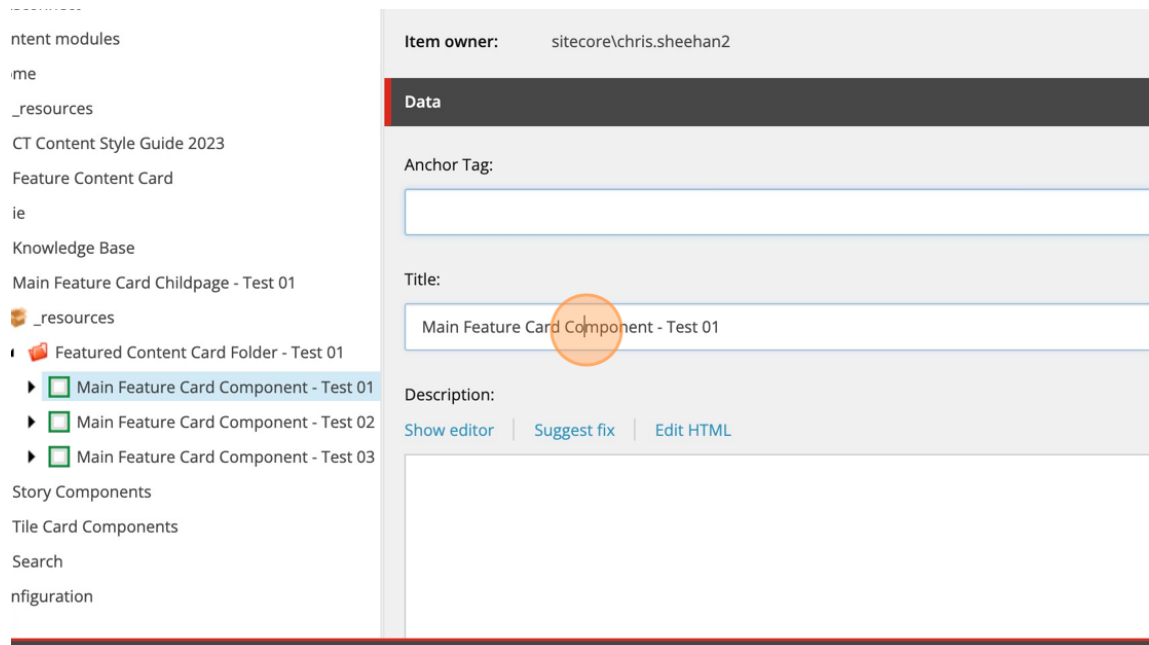 ntent modules
me
_resources
CT Content Style Guide 2023
Feature Content Card
ie
Knowledge Base
Main Feature Card Childpage - Test 01
_resources
Featured Content Card Folder - Test 01
Main Feature Card Component - Test 01
Main Feature Card Component - Test 02
Main Feature Card Component - Test 03
Story Components
Tile Card Components
Search
nfiguration
Item owner: sitecore\chris.sheehan2
Data
Anchor Tag:
Title:
Main Feature Card Component - Test 01
Description:
Show editor Suggest fix Edit HTML